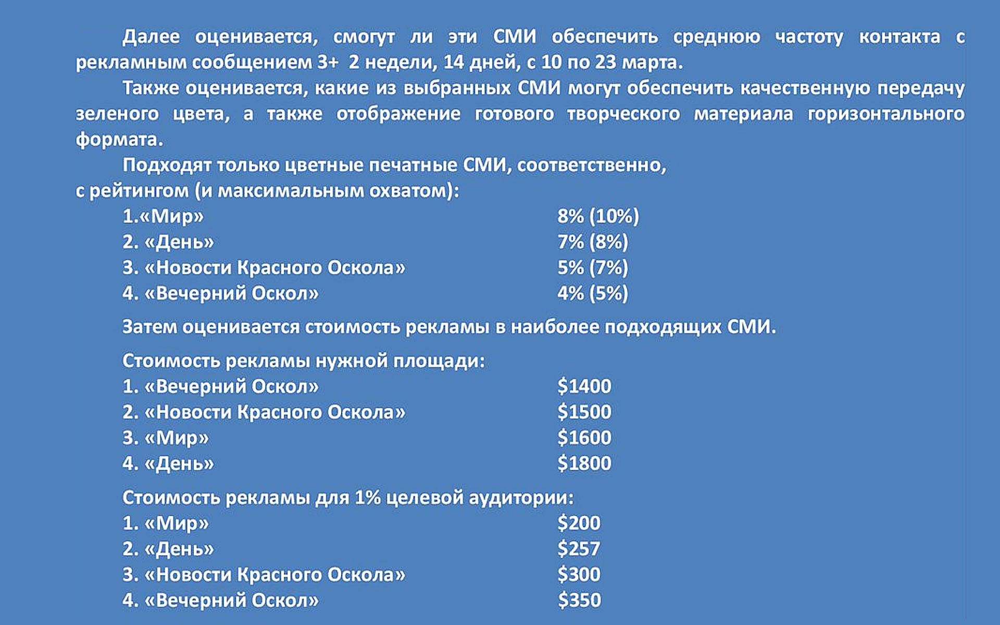 Далее оценивается, смогут ли эти СМИ обеспечить среднюю частоту контакта с
рекламным сообщением 3+ 2 недели, 14 дней, с 10 по 23 марта.
Также оценивается, какие из выбранных СМИ могут обеспечить качественную передачу
зеленого цвета, а также отображение готового творческого материала горизонтального
формата.
Подходят только цветные печатные СМИ, соответственно,
с рейтингом (и максимальным охватом):
1.«Мир» 8% (10%)
2. «День» 7% (8%)
3. «Новости Красного Оскола» 5% (7%)
4. «Вечерний Оскол» 4% (5%)
Затем оценивается стоимость рекламы в наиболее подходящих СМИ.
Стоимость рекламы нужной площади:
1. «Вечерний Оскол» $1400
2. «Новости Красного Оскола» $1500
3. «Мир» $1600
4. «День» $1800
Стоимость рекламы для 1% целевой аудитории:
1. «Мир» $200
2. «День» $257
3. «Новости Красного Оскола» $300
4. «Вечерний Оскол» $350